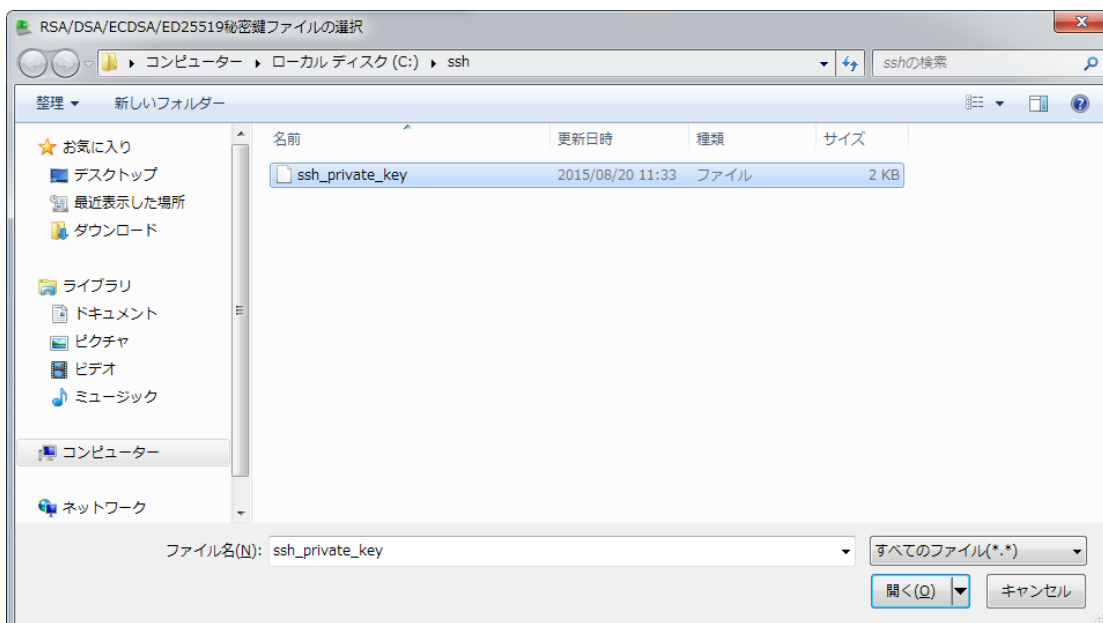 RSA/DSA/ECDSA/ED25519秘密鍵ファイルの選択
コンピューター ▸ ローカル ディスク (C:) ▸ ssh
sshの検索
整理 新しいフォルダー
お気に入り
デスクトップ
最近表示した場所
ダウンロード
ライブラリ
ドキュメント
ピクチャ
ビデオ
ミュージック
コンピューター
ネットワーク
名前 更新日時 種類 サイズ
ssh_private_key 2015/08/20 11:33 ファイル 2 KB
ファイル名(N): ssh_private_key すべてのファイル(*.*)
開く(O) キャンセル